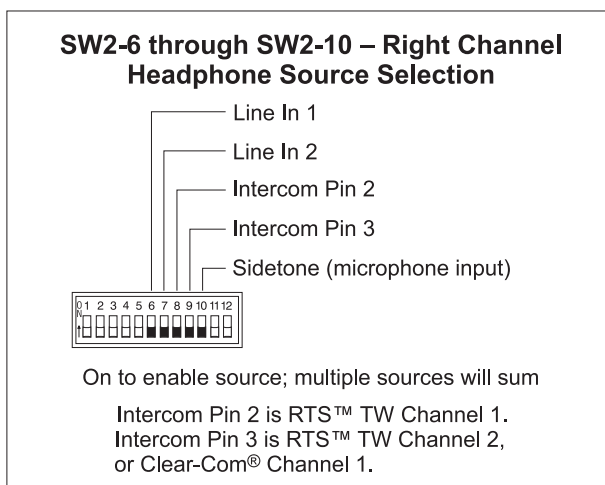 SW2-6 through SW2-10 – Right Channel
Headphone Source Selection
Line In 1
Line In 2
Intercom Pin 2
Intercom Pin 3
Sidetone (microphone input)
ON 1 2 3 4 5 6 7 8 9 10 11 12
On to enable source; multiple sources will sum
Intercom Pin 2 is RTS™ TW Channel 1.
Intercom Pin 3 is RTS™ TW Channel 2,
or Clear-Com® Channel 1.